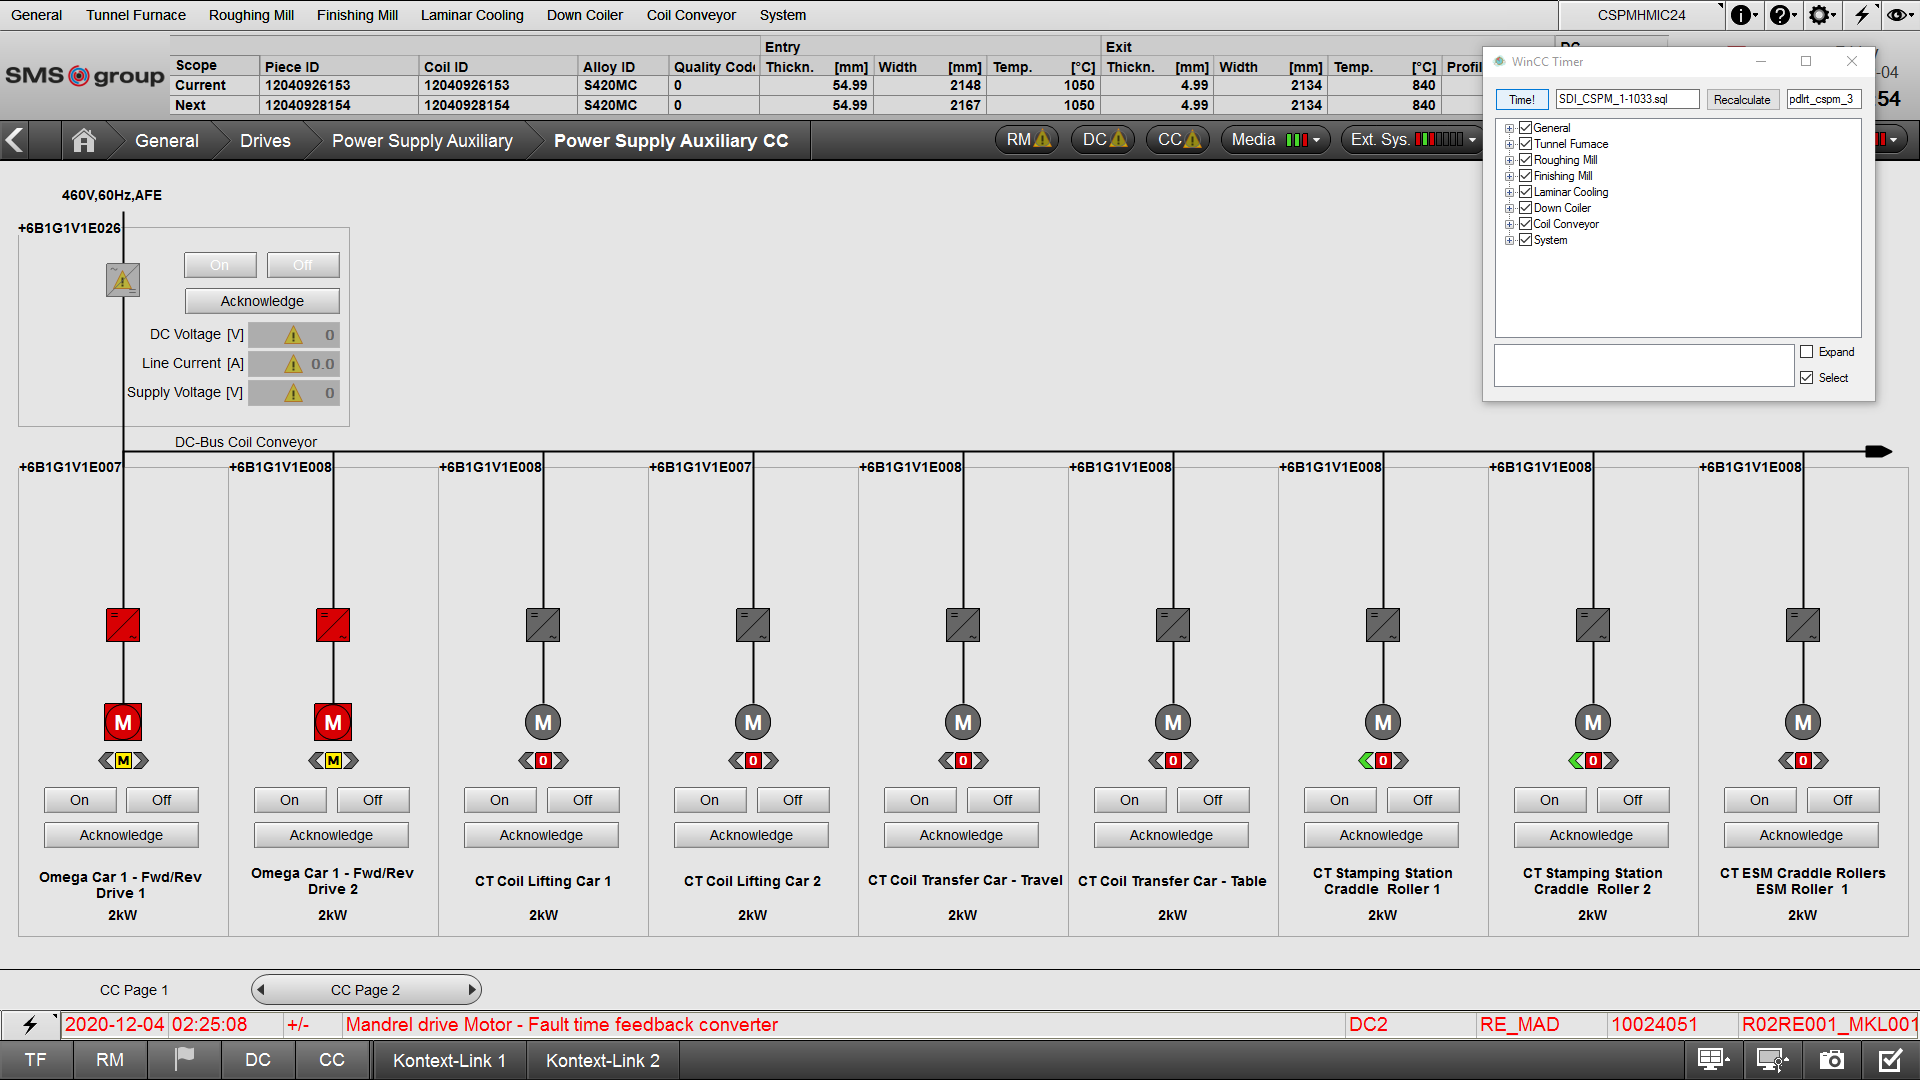 General Tunnel Furnace Roughing Mill Finishing Mill Laminar Cooling Down Coiler Coil Conveyor System CSPMHMIC24
Entry Exit
Scope Piece ID Coil ID Alloy ID Quality Code Thickn. [mm] Width [mm] Temp. [°C] Thickn. [mm] Width [mm] Temp. [°C] Profil
SMS group
Current 12040926153 12040926153 S420MC 0 54.99 2148 1050 4.99 2134 840
Next 12040928154 12040928154 S420MC 0 54.99 2167 1050 4.99 2134 840
-04
54
WinCC Timer
Time! SDI_CSPM_1-1033.sql Recalculate pdlrt_cspm_3
General
Tunnel Furnace
Roughing Mill
Finishing Mill
Laminar Cooling
Down Coiler
Coil Conveyor
System
Expand
Select
General Drives Power Supply Auxiliary Power Supply Auxiliary CC RM DC CC Media Ext. Sys.
460V,60Hz,AFE
+6B1G1V1E026
On Off
Acknowledge
DC Voltage [V] 0
Line Current [A] 0.0
Supply Voltage [V] 0
DC-Bus Coil Conveyor
+6B1G1V1E007 +6B1G1V1E008 +6B1G1V1E008 +6B1G1V1E007 +6B1G1V1E008 +6B1G1V1E008 +6B1G1V1E008 +6B1G1V1E008 +6B1G1V1E008
M M M M M M M M M
M M 0 0 0 0 0 0 0
On Off On Off On Off On Off On Off On Off On Off On Off On Off
Acknowledge Acknowledge Acknowledge Acknowledge Acknowledge Acknowledge Acknowledge Acknowledge Acknowledge
Omega Car 1 - Fwd/Rev
Drive 1
2kW
Omega Car 1 - Fwd/Rev
Drive 2
2kW
CT Coil Lifting Car 1
2kW
CT Coil Lifting Car 2
2kW
CT Coil Transfer Car - Travel
2kW
CT Coil Transfer Car - Table
2kW
CT Stamping Station
Craddle Roller 1
2kW
CT Stamping Station
Craddle Roller 2
2kW
CT ESM Craddle Rollers
ESM Roller 1
2kW
CC Page 1 CC Page 2
2020-12-04 02:25:08 +/- Mandrel drive Motor - Fault time feedback converter DC2 RE_MAD 10024051 R02RE001_MKL001
TF RM DC CC Kontext-Link 1 Kontext-Link 2